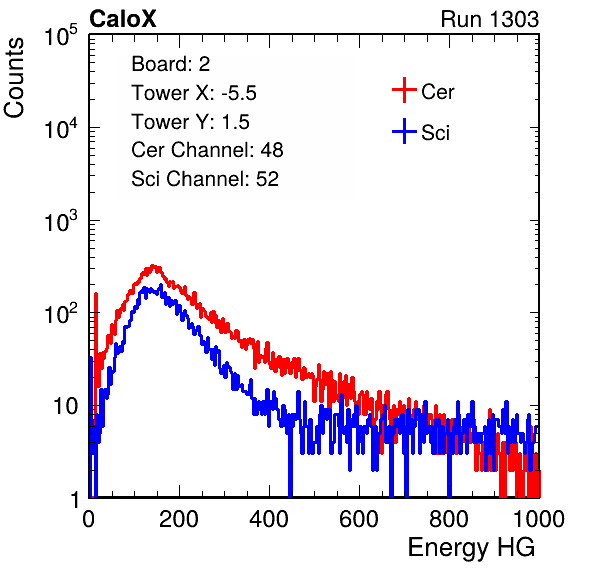 CaloX Run 1303
Counts
10^5
10^4
10^3
10^2
10
1
Board: 2
Tower X: -5.5
Tower Y: 1.5
Cer Channel: 48
Sci Channel: 52
Cer
Sci
0 200 400 600 800 1000
Energy HG